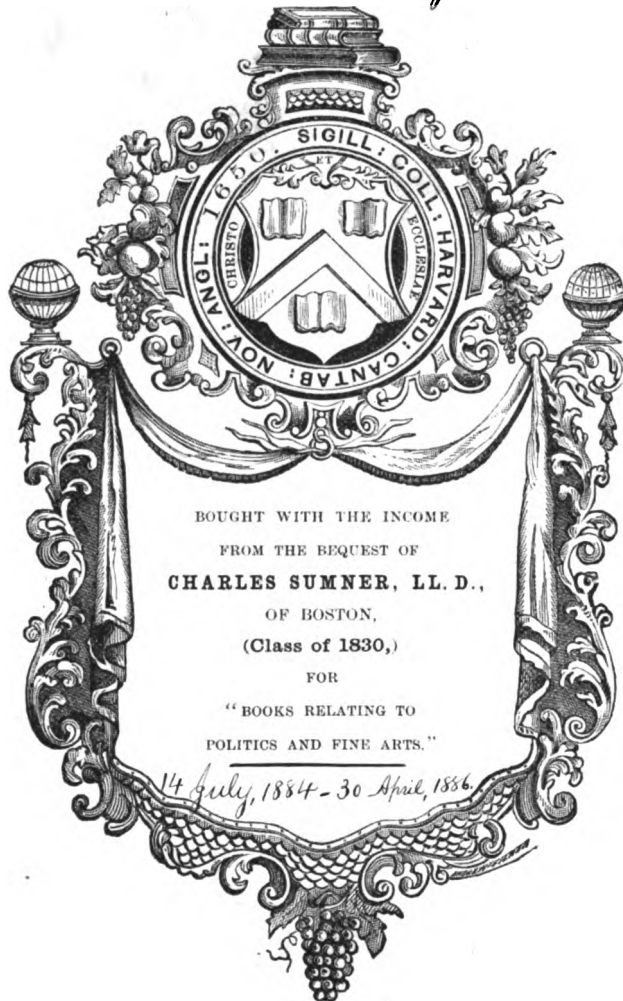 SIGILL: COLL: HARVARD: CANTAB: NOV: ANGL: 1650.
ET
CHRISTO
ECCLESIAE
BOUGHT WITH THE INCOME
FROM THE BEQUEST OF
CHARLES SUMNER, LL. D.,
OF BOSTON,
(Class of 1830,)
FOR
"BOOKS RELATING TO
POLITICS AND FINE ARTS."
14 July, 1884 - 30 April, 1886.